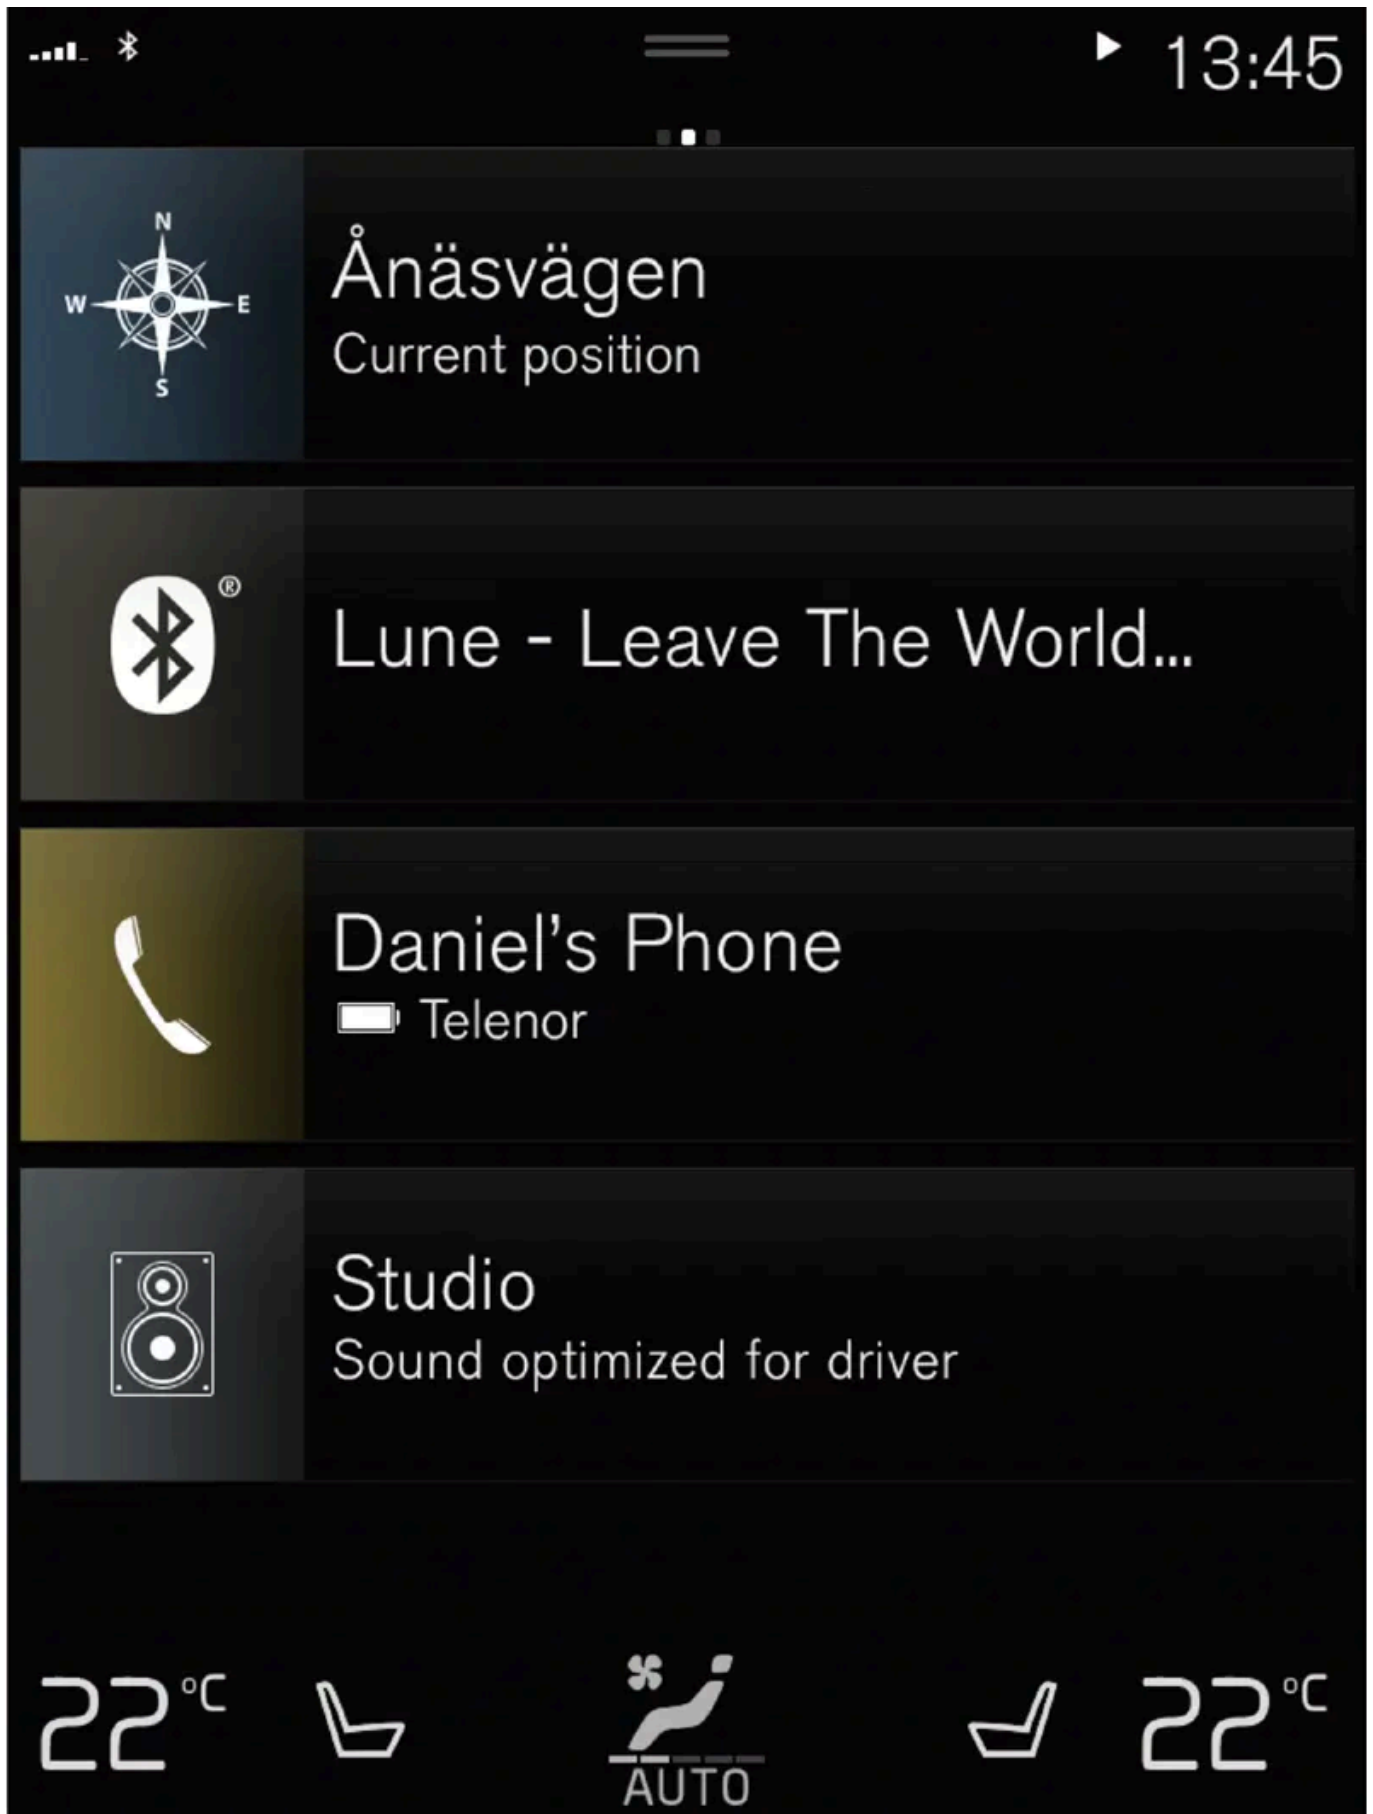 13:45
N
W E
S
Ånäsvägen
Current position
®
Lune - Leave The World...
Daniel’s Phone
Telenor
Studio
Sound optimized for driver
22°C 22°C
AUTO